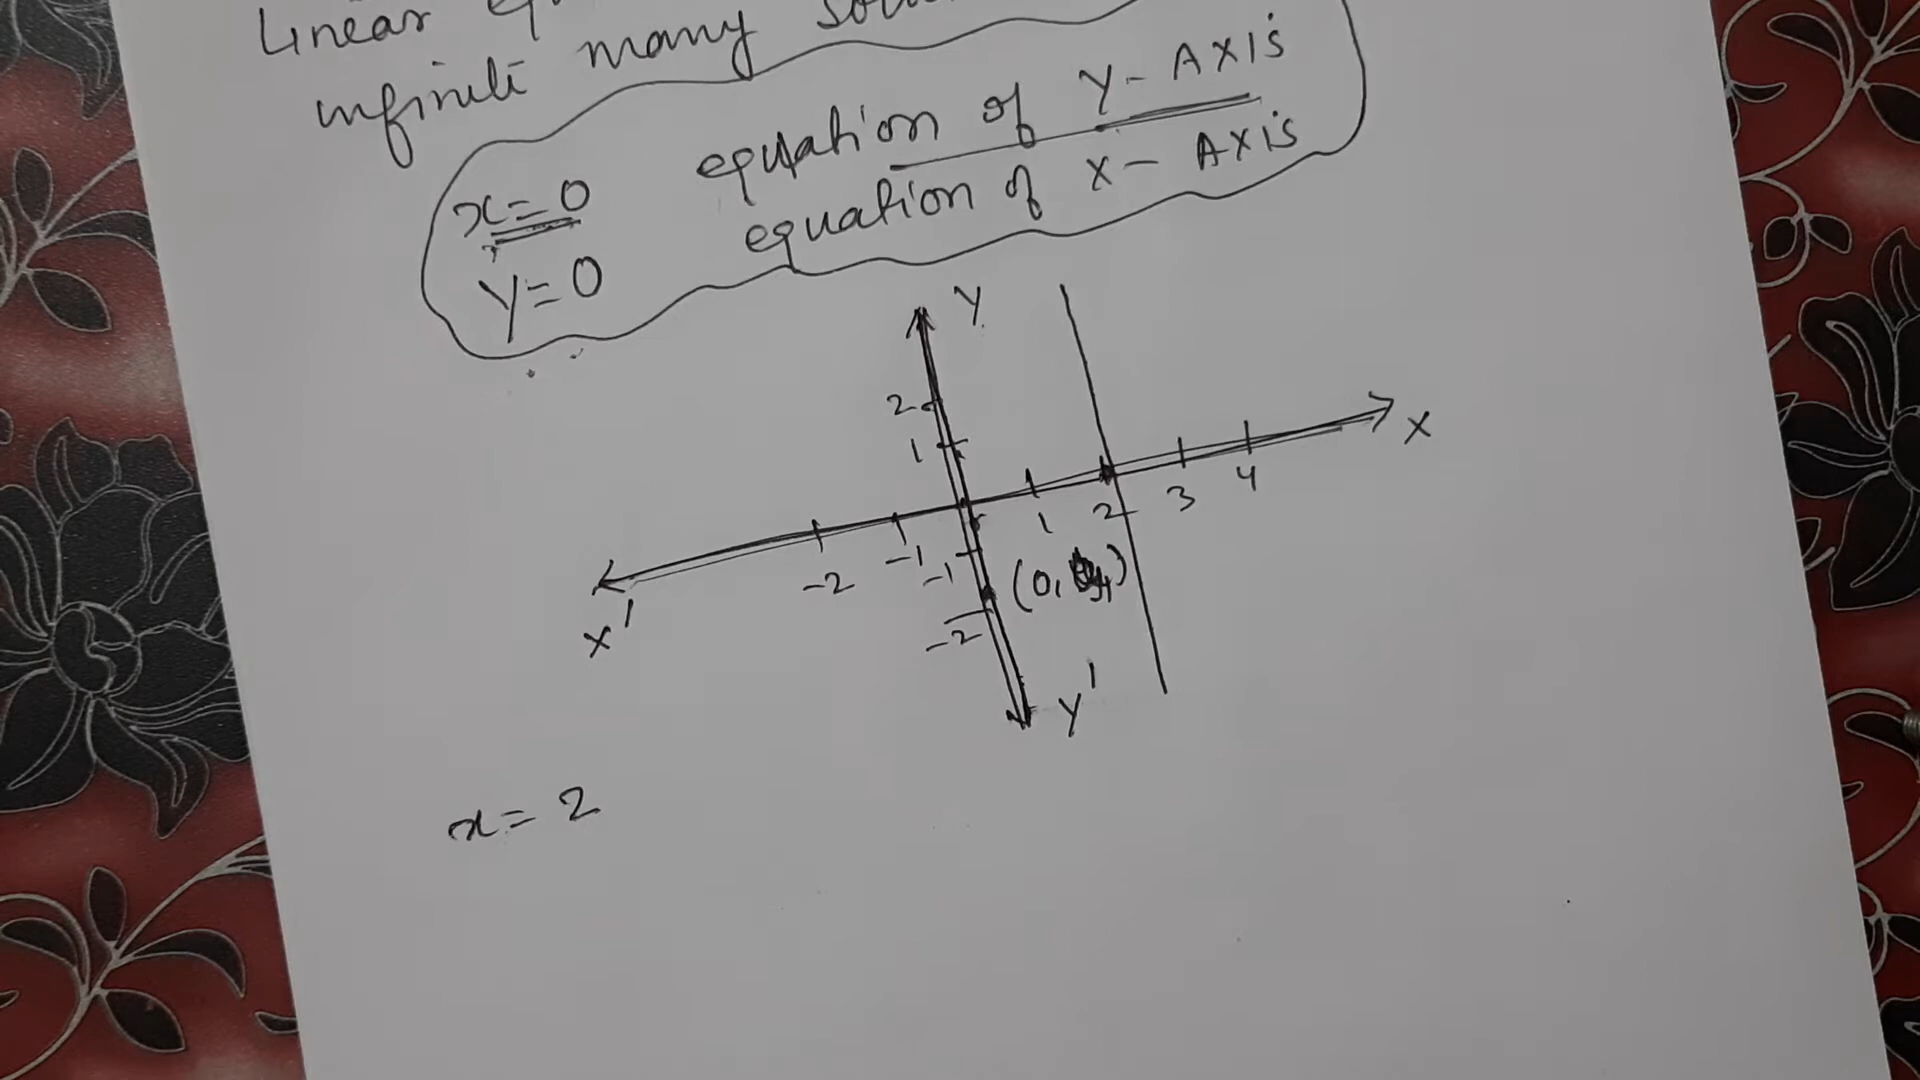 Linear
infinite many
x=0 equation of Y-AXIS
Y=0 equation of X-AXIS
Y
2
1
X
1 2 3 4
-2 -1
-1
(0,
-2
X'
Y'
x=2